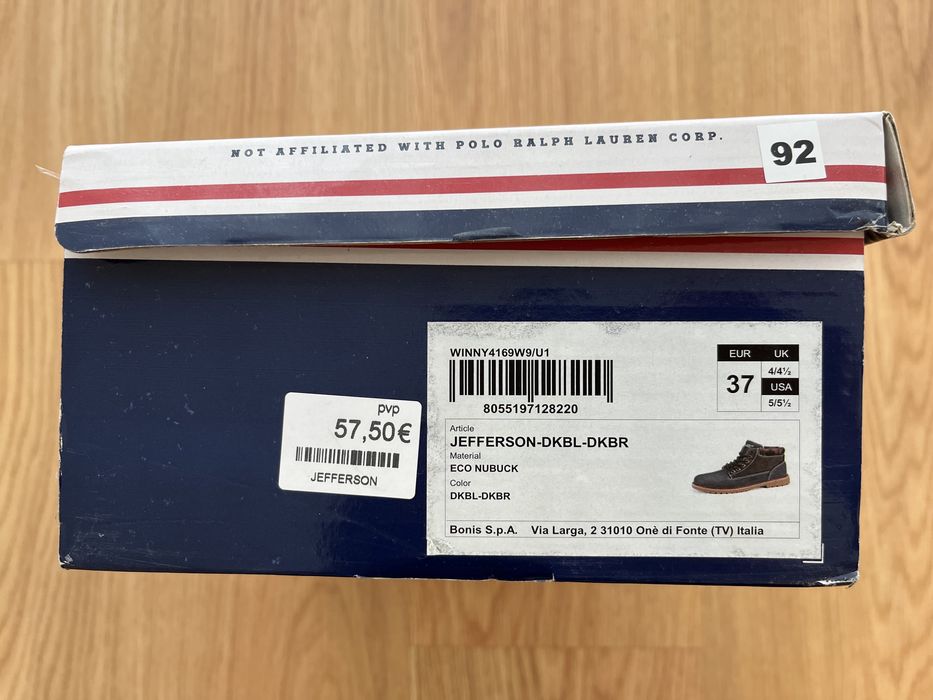 NOT AFFILIATED WITH POLO RALPH LAUREN CORP.
92
WINNY4169W9/U1
8055197128220
EUR UK
37 4/4½
USA
5/5½
pvp
57,50€
JEFFERSON
Article
JEFFERSON-DKBL-DKBR
Material
ECO NUBUCK
Color
DKBL-DKBR
Bonis S.p.A. Via Larga, 2 31010 Onè di Fonte (TV) Italia